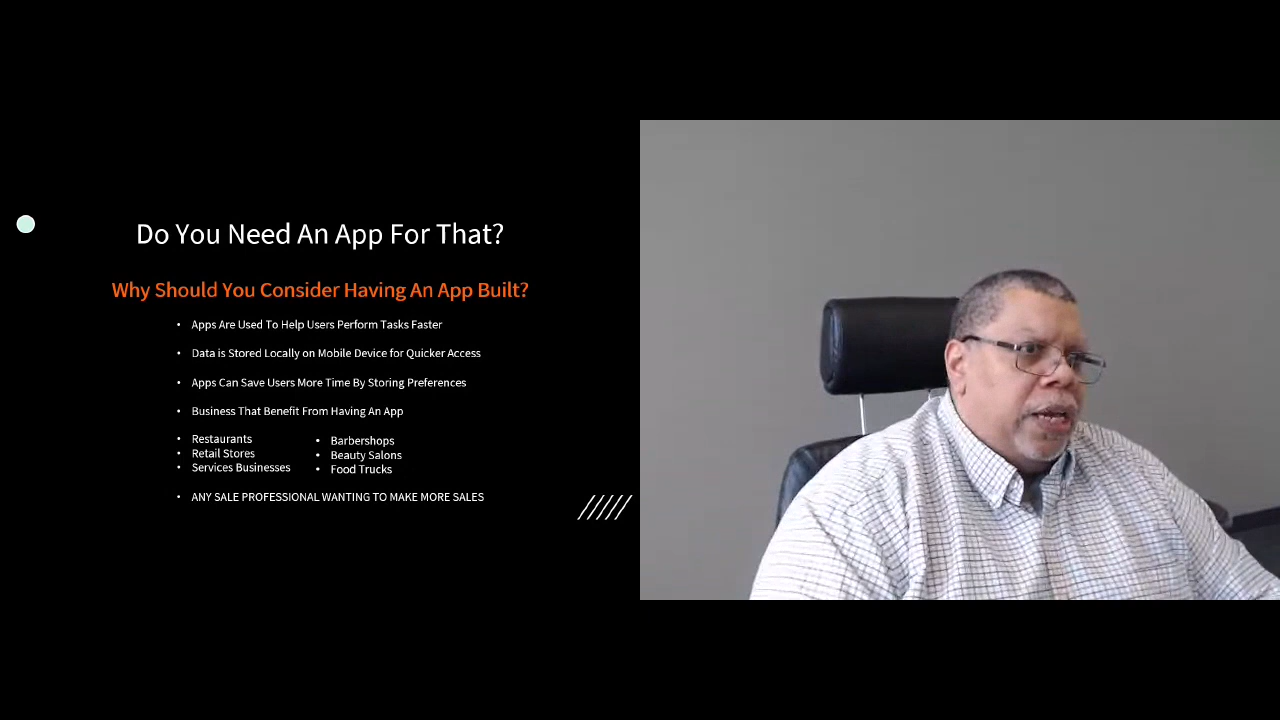 Do You Need An App For That?
Why Should You Consider Having An App Built?
• Apps Are Used To Help Users Perform Tasks Faster
• Data is Stored Locally on Mobile Device for Quicker Access
• Apps Can Save Users More Time By Storing Preferences
• Business That Benefit From Having An App
• Restaurants
• Retail Stores
• Services Businesses
• Barbershops
• Beauty Salons
• Food Trucks
• ANY SALE PROFESSIONAL WANTING TO MAKE MORE SALES